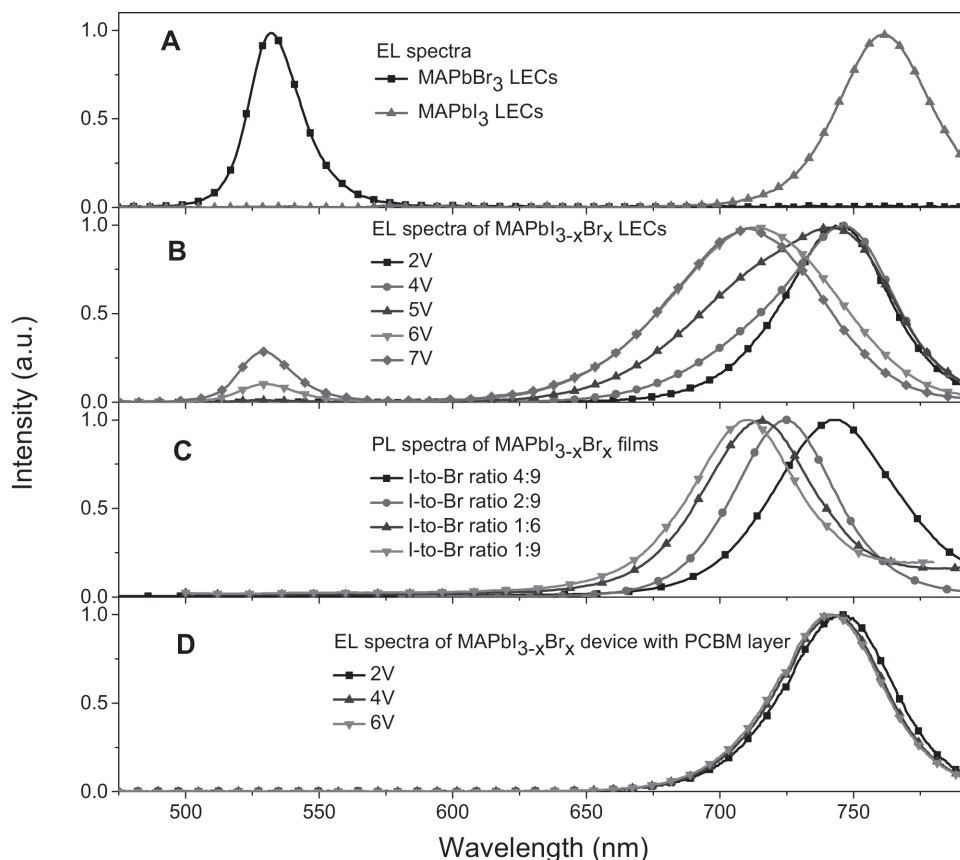 Intensity (a.u.)
A
EL spectra
MAPbBr3 LECs
MAPbI3 LECs
1.0
0.5
0.0
B
EL spectra of MAPbI3-xBrx LECs
2V
4V
5V
6V
7V
1.0
0.5
0.0
C
PL spectra of MAPbI3-xBrx films
I-to-Br ratio 4:9
I-to-Br ratio 2:9
I-to-Br ratio 1:6
I-to-Br ratio 1:9
1.0
0.5
0.0
D
EL spectra of MAPbI3-xBrx device with PCBM layer
2V
4V
6V
1.0
0.5
0.0
500 550 600 650 700 750
Wavelength (nm)